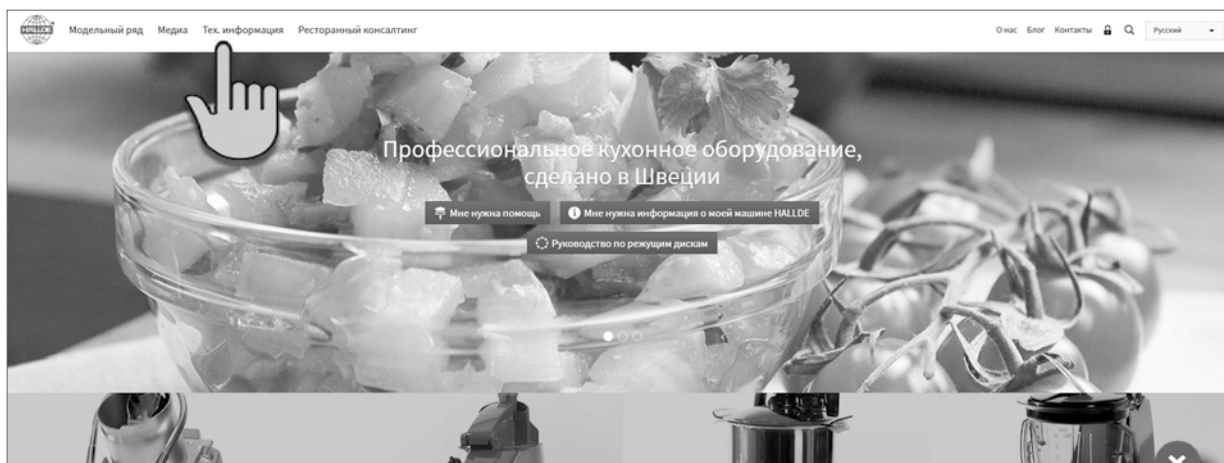 HALLDE
Модельный ряд
Медиа
Тех. информация
Ресторанный консалтинг
О нас
Блог
Контакты
Русский
Профессиональное кухонное оборудование,
сделано в Швеции
Мне нужна помощь
Мне нужна информация о моей машине HALLDE
Руководство по режущим дискам